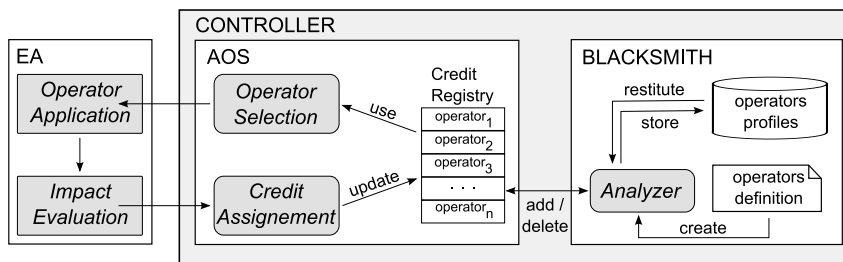 CONTROLLER
EA
Operator
Application
Impact
Evaluation
AOS
Operator
Selection
Credit
Assignement
use
update
Credit
Registry
operator1
operator2
operator3
. . .
operatorn
add /
delete
BLACKSMITH
restitute
store
operators
profiles
Analyzer
operators
definition
create